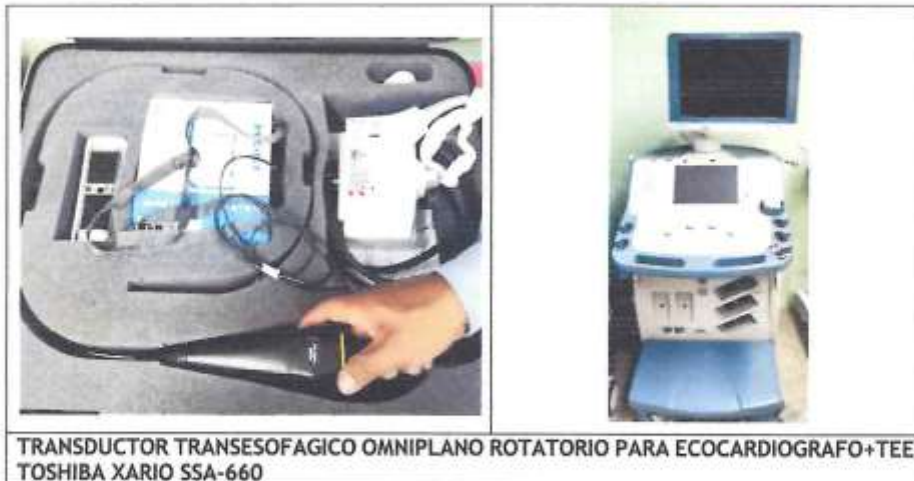 TRANSDUCTOR TRANSESOFAGICO OMNIPLANO ROTATORIO PARA ECOCARDIOGRAFO+TEE
TOSHIBA XARIO SSA-660